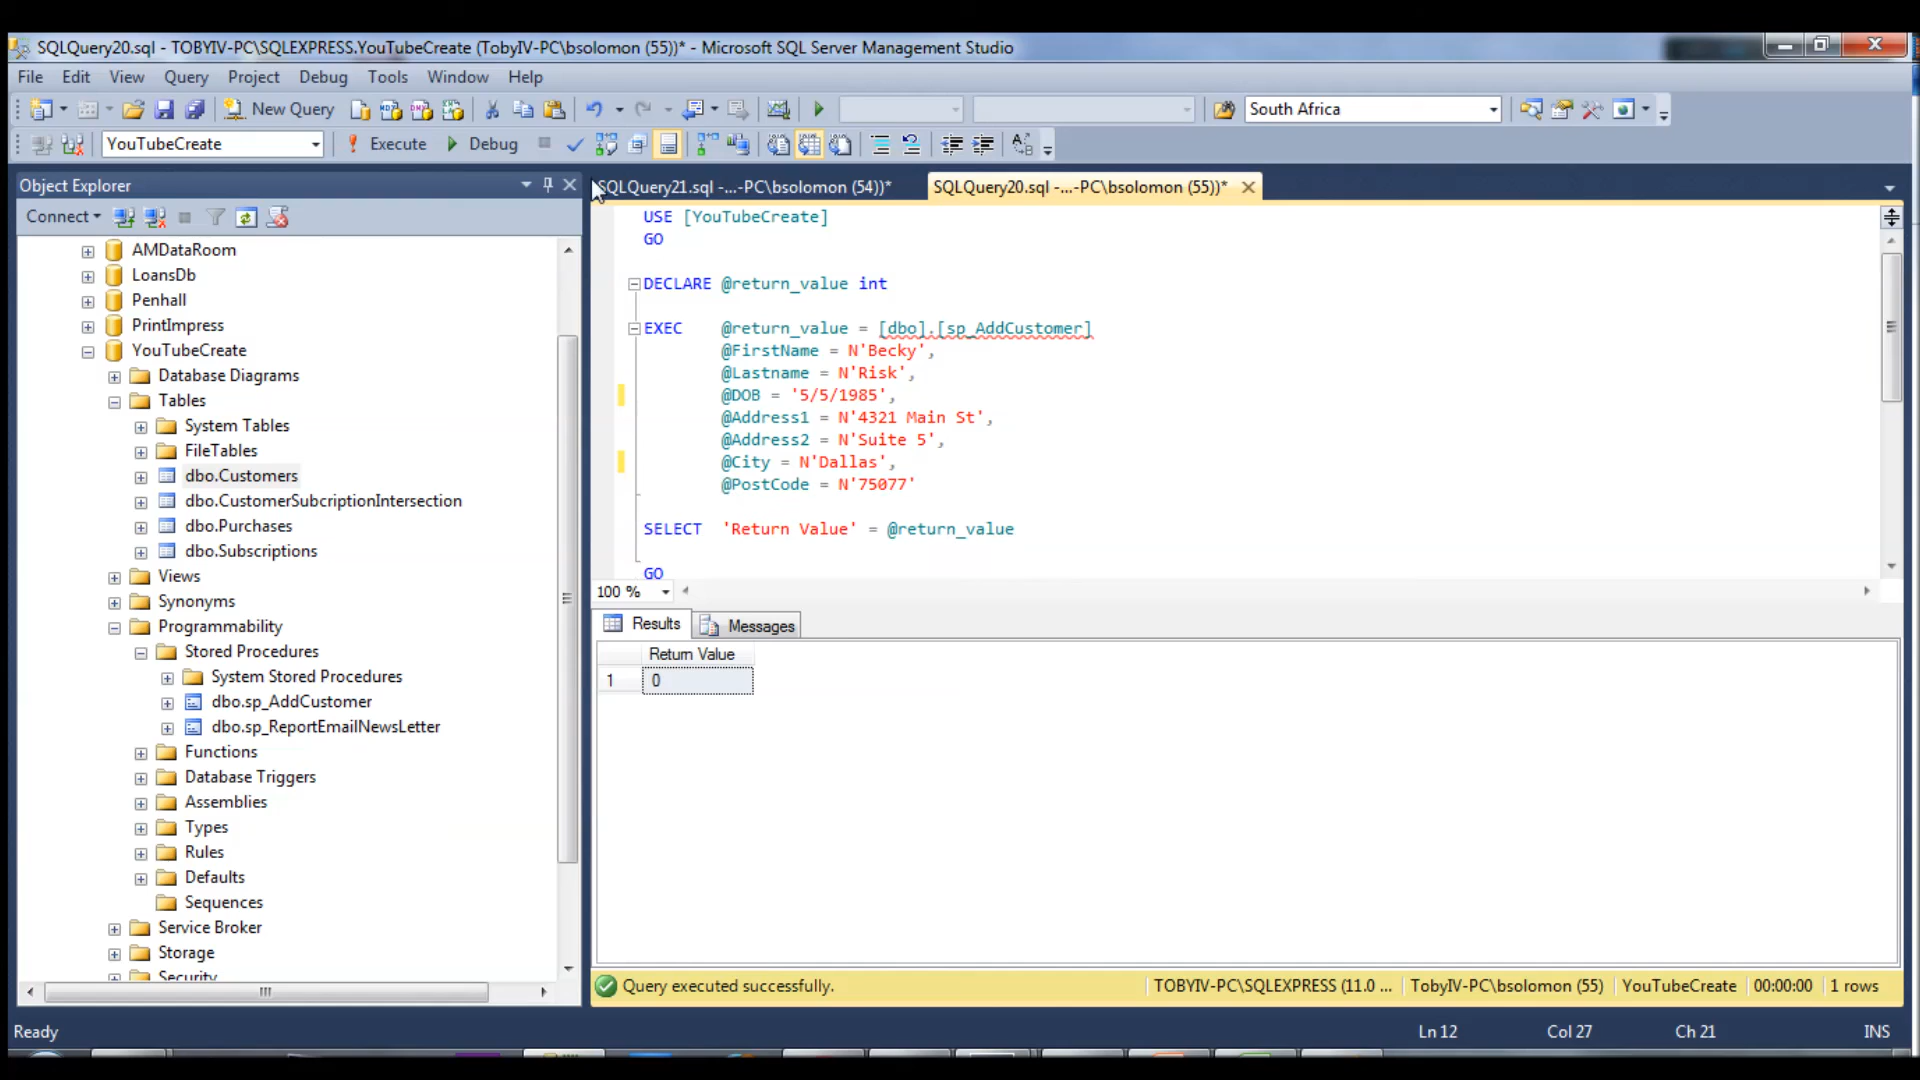 SQLQuery20.sql - TOBYIV-PC\SQLEXPRESS.YouTubeCreate (TobyIV-PC\bsolomon (55))* - Microsoft SQL Server Management Studio
File Edit View Query Project Debug Tools Window Help
New Query South Africa
YouTubeCreate Execute Debug
Object Explorer
Connect
AMDataRoom
LoansDb
Penhall
PrintImpress
YouTubeCreate
Database Diagrams
Tables
System Tables
FileTables
dbo.Customers
dbo.CustomerSubcriptionIntersection
dbo.Purchases
dbo.Subscriptions
Views
Synonyms
Programmability
Stored Procedures
System Stored Procedures
dbo.sp_AddCustomer
dbo.sp_ReportEmailNewsLetter
Functions
Database Triggers
Assemblies
Types
Rules
Defaults
Sequences
Service Broker
Storage
Security
SQLQuery21.sql -...-PC\bsolomon (54))* SQLQuery20.sql -...-PC\bsolomon (55))*
USE [YouTubeCreate]
GO
DECLARE @return_value int
EXEC @return_value = [dbo].[sp_AddCustomer]
@FirstName = N'Becky',
@Lastname = N'Risk',
@DOB = '5/5/1985',
@Address1 = N'4321 Main St',
@Address2 = N'Suite 5',
@City = N'Dallas',
@PostCode = N'75077'
SELECT 'Return Value' = @return_value
GO
100 %
Results Messages
Return Value
1 0
Query executed successfully. TOBYIV-PC\SQLEXPRESS (11.0 ... TobyIV-PC\bsolomon (55) YouTubeCreate 00:00:00 1 rows
Ready Ln 12 Col 27 Ch 21 INS